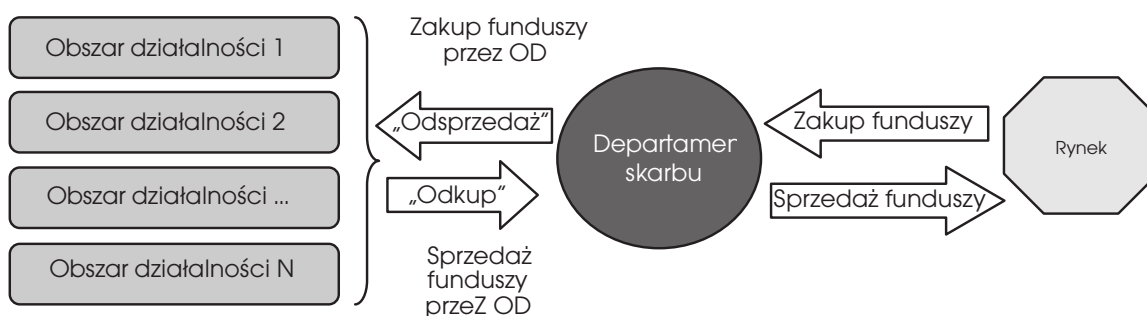 Obszar działalności 1
Obszar działalności 2
Obszar działalności ...
Obszar działalności N
Zakup funduszy
przez OD
„Odsprzedaż“
„Odkup“
Sprzedaż
funduszy
przeZ OD
Departamer
skarbu
Zakup funduszy
Sprzedaż funduszy
Rynek